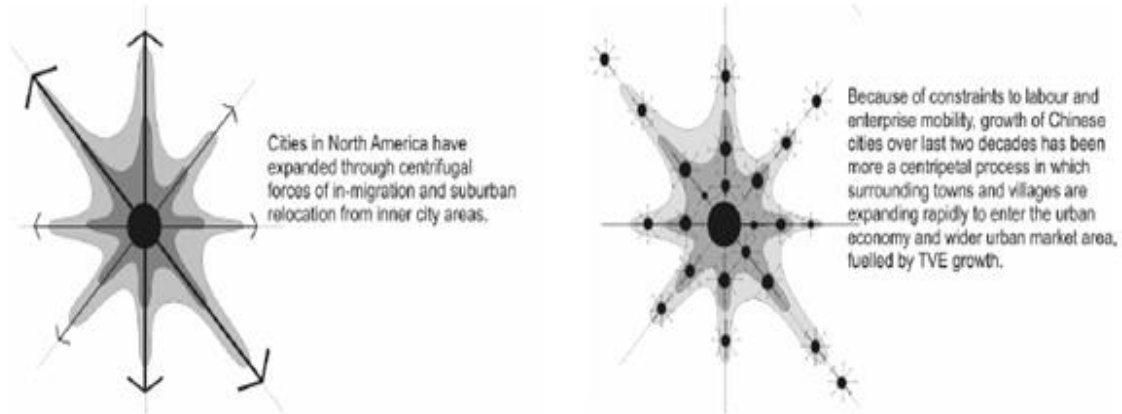 Cities in North America have
expanded through centrifugal
forces of in-migration and suburban
relocation from inner city areas.
Because of constraints to labour and
enterprise mobility, growth of Chinese
cities over last two decades has been
more a centripetal process in which
surrounding towns and villages are
expanding rapidly to enter the urban
economy and wider urban market area,
fuelled by TVE growth.